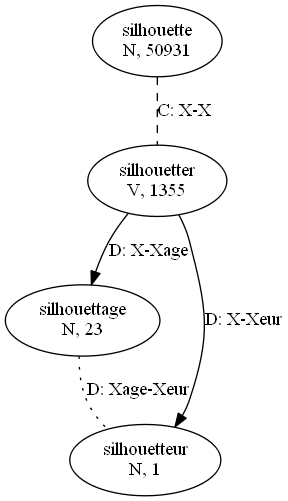 silhouette
N, 50931
C: X-X
silhouetter
V, 1355
D: X-Xage
silhouettage
N, 23
D: X-Xeur
D: Xage-Xeur
silhouetteur
N, 1